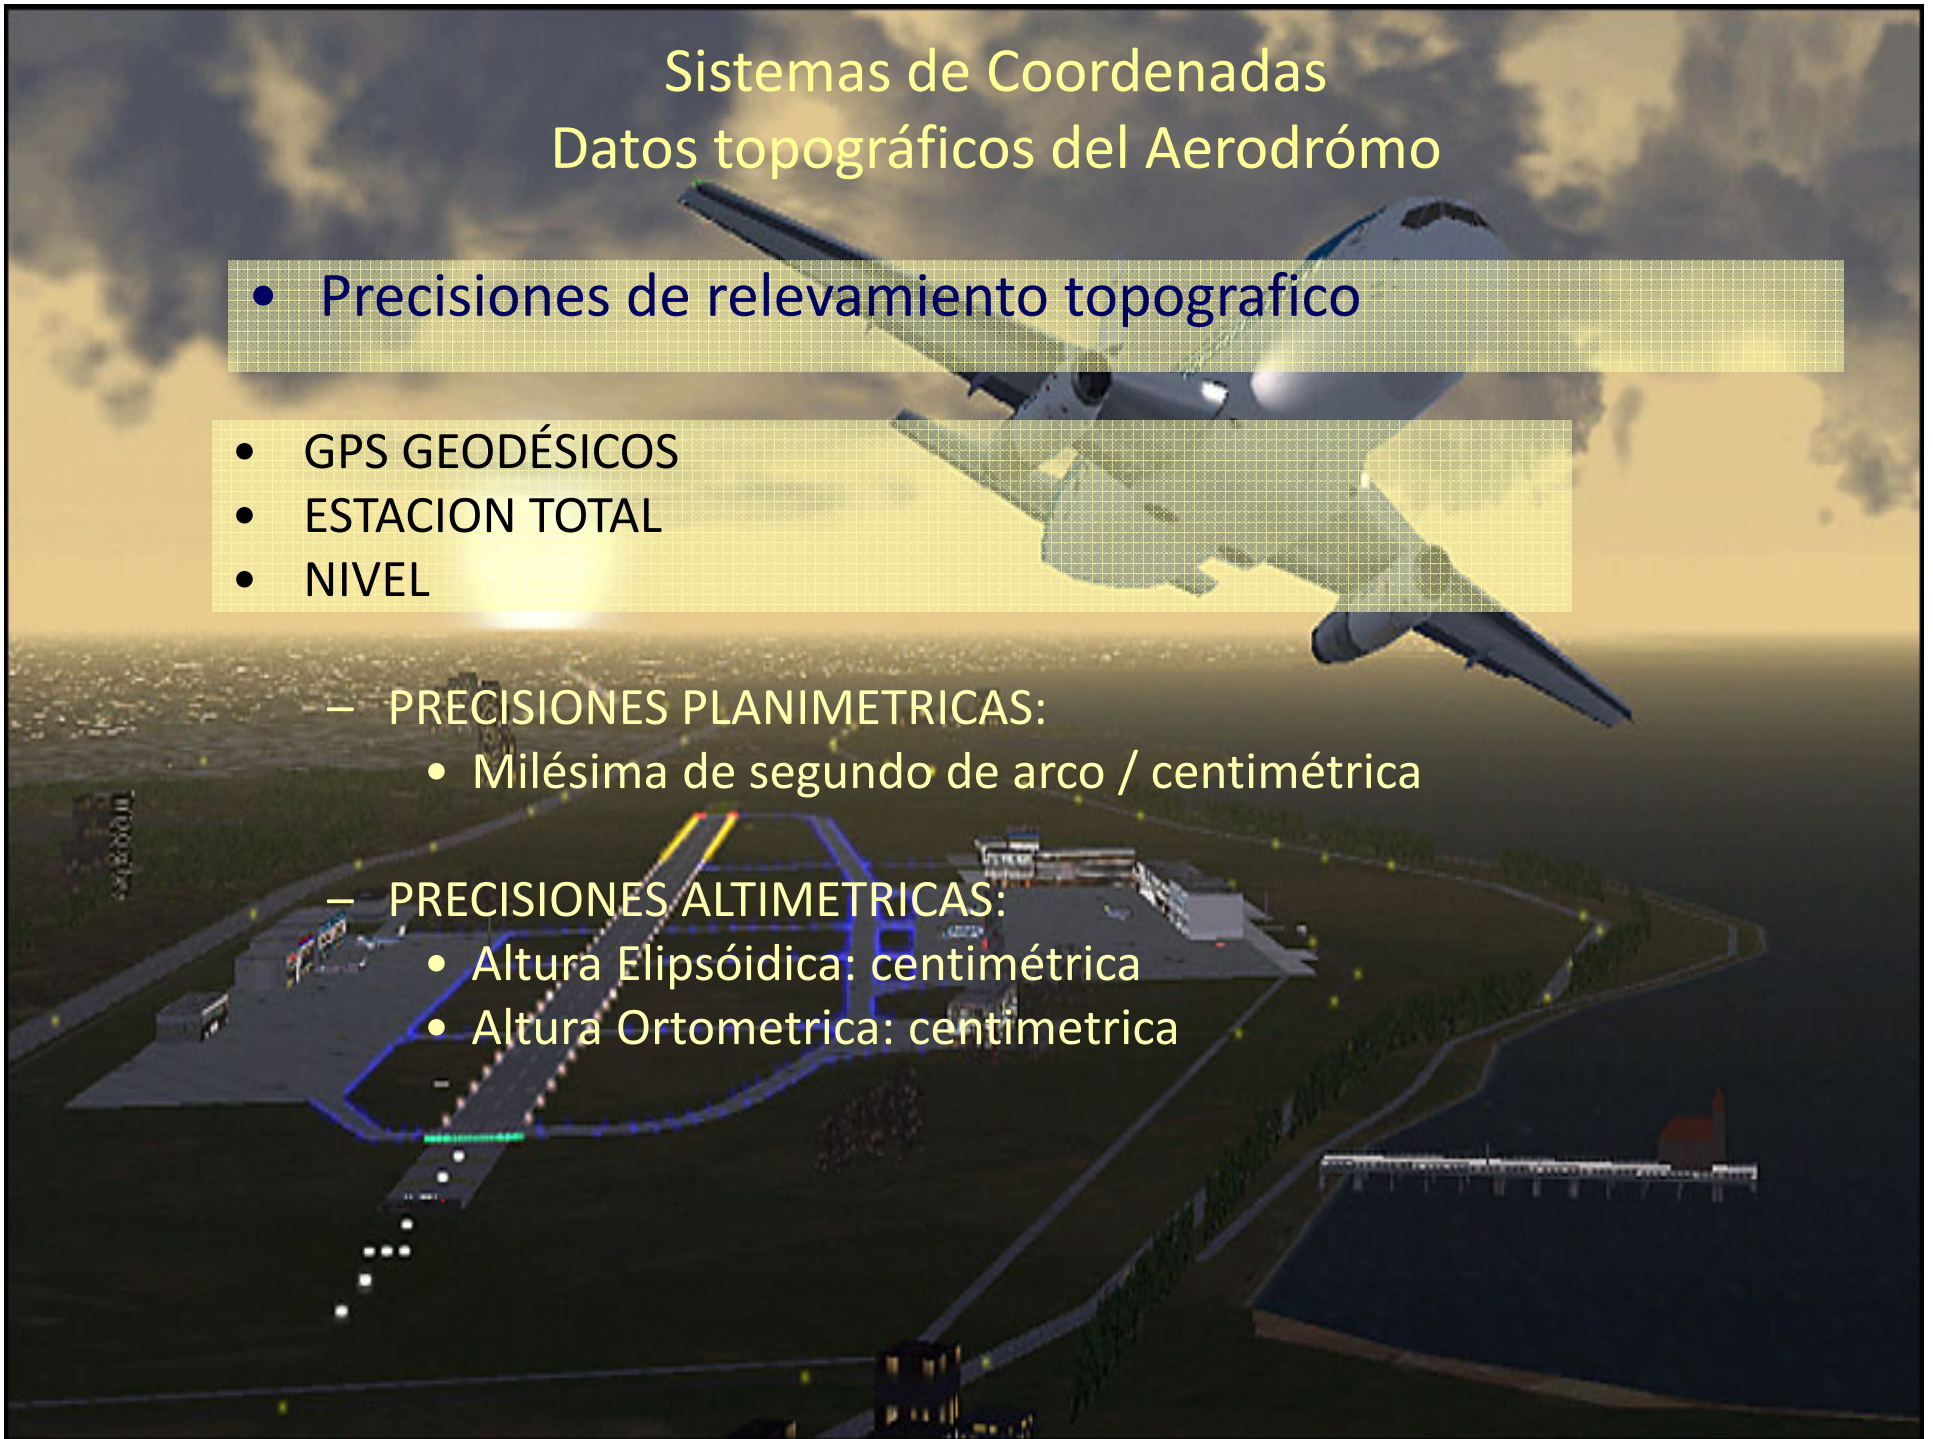 Sistemas de Coordenadas
Datos topográficos del Aerodrómo
• Precisiones de relevamiento topografico
• GPS GEODÉSICOS
• ESTACION TOTAL
• NIVEL
– PRECISIONES PLANIMETRICAS:
• Milésima de segundo de arco / centimétrica
– PRECISIONES ALTIMETRICAS:
• Altura Elipsóidica: centimétrica
• Altura Ortometrica: centimetrica